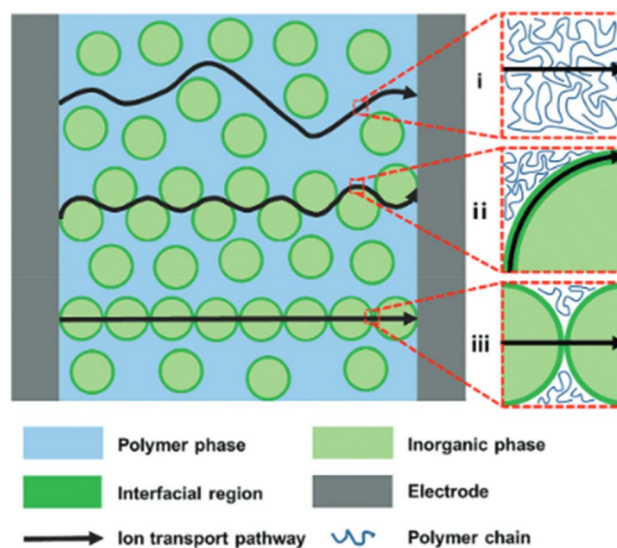 i
ii
iii
Polymer phase
Inorganic phase
Interfacial region
Electrode
Ion transport pathway
Polymer chain